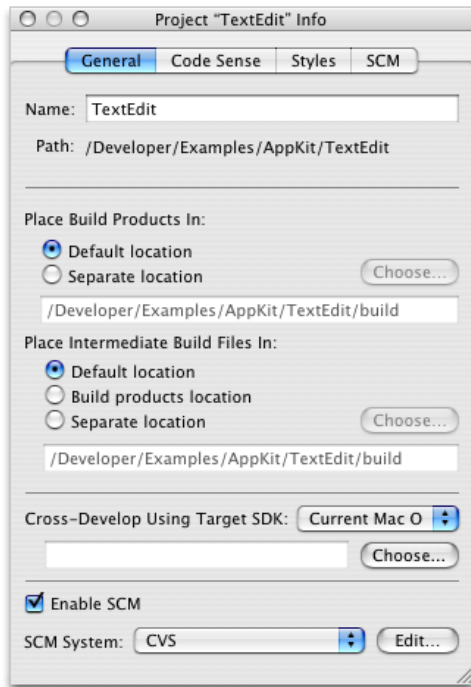 Project “TextEdit” Info
General Code Sense Styles SCM
Name: TextEdit
Path: /Developer/Examples/AppKit/TextEdit
Place Build Products In:
Default location
Separate location Choose...
/Developer/Examples/AppKit/TextEdit/build
Place Intermediate Build Files In:
Default location
Build products location
Separate location Choose...
/Developer/Examples/AppKit/TextEdit/build
Cross-Develop Using Target SDK: Current Mac O
Choose...
Enable SCM
SCM System: CVS Edit...